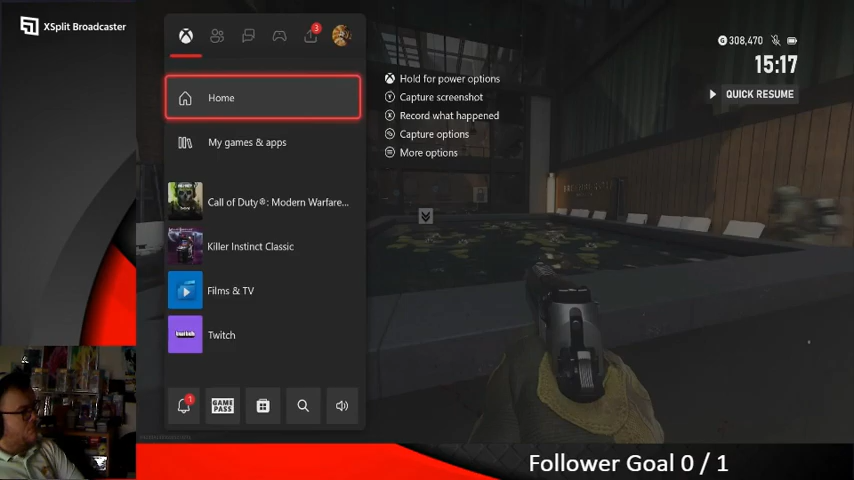 XSplit Broadcaster
3
308,470
15:17
QUICK RESUME
Home
My games & apps
Call of Duty®: Modern Warfare...
Killer Instinct Classic
Films & TV
Twitch
1
GAME
PASS
Hold for power options
Capture screenshot
Record what happened
Capture options
More options
Follower Goal 0 / 1